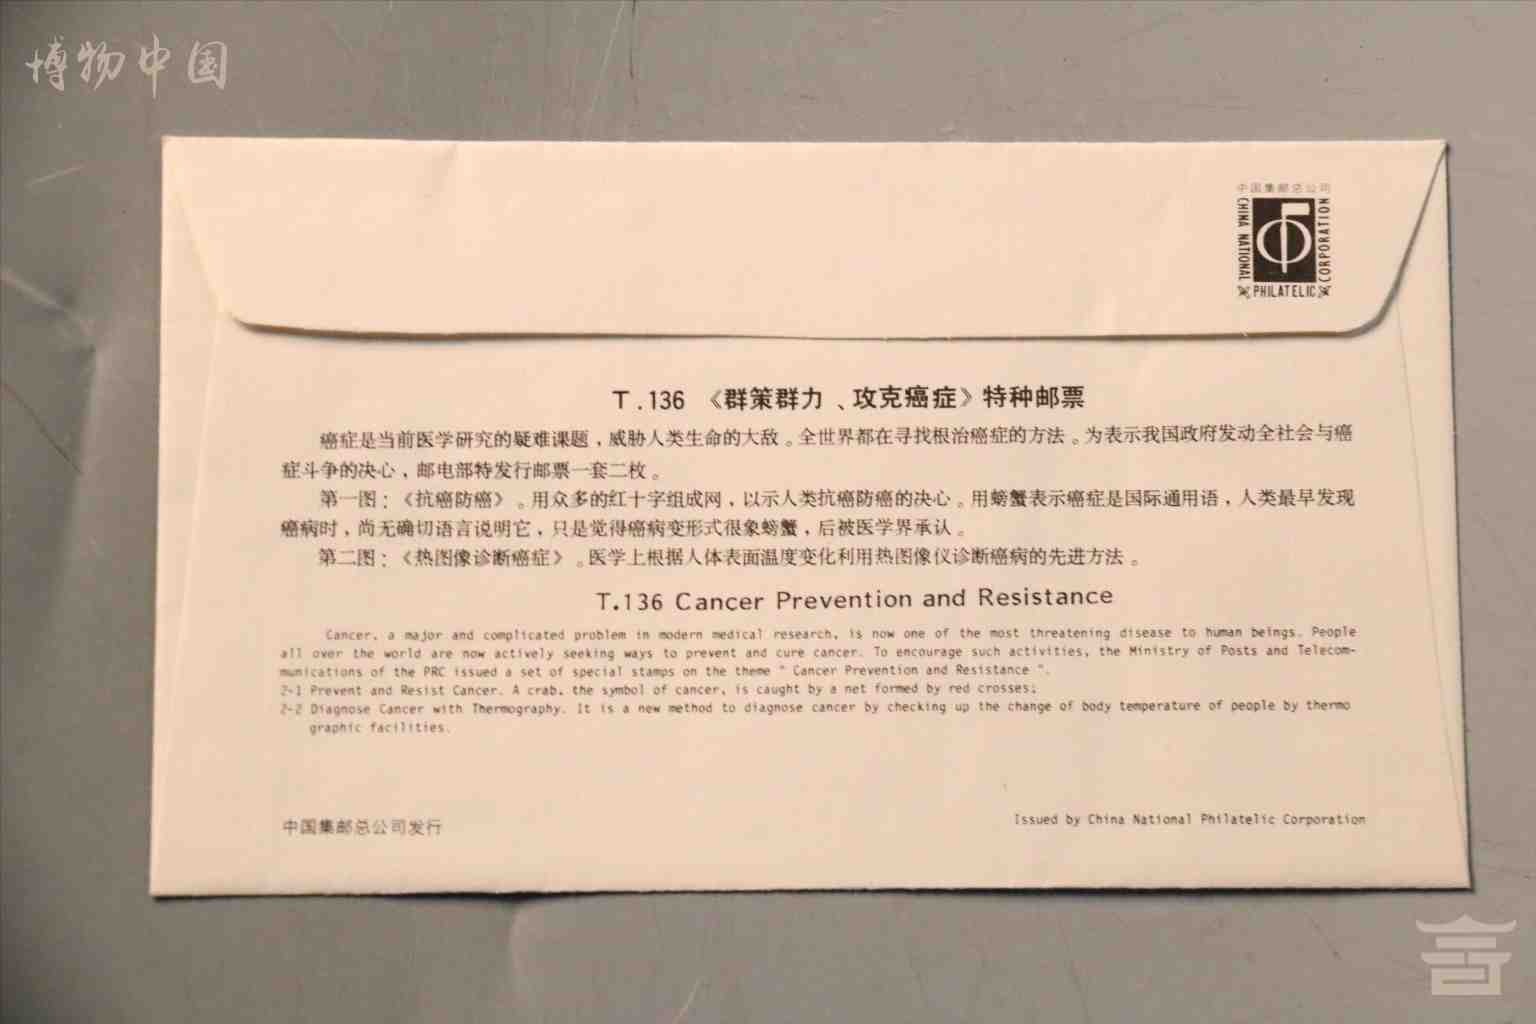 博物中国
中国集邮总公司
CHINA NATIONAL
PHILATELIC
CORPORATION
T.136 《群策群力、攻克癌症》特种邮票
癌症是当前医学研究的疑难课题，威胁人类生命的大敌。全世界都在寻找根治癌症的方法。为表示我国政府发动全社会与癌
症斗争的决心，邮电部特发行邮票一套二枚。
第一图：《抗癌防癌》。用众多的红十字组成网，以示人类抗癌防癌的决心。用螃蟹表示癌症是国际通用语，人类最早发现
癌病时，尚无确切语言说明它，只是觉得癌病变形式很象螃蟹，后被医学界承认。
第二图：《热图像诊断癌症》。医学上根据人体表面温度变化利用热图像仪诊断癌病的先进方法。
T.136 Cancer Prevention and Resistance
Cancer, a major and complicated problem in modern medical research, is now one of the most threatening disease to human beings. People
all over the world are now actively seeking ways to prevent and cure cancer. To encourage such activities, the Ministry of Posts and Telecom-
munications of the PRC issued a set of special stamps on the theme " Cancer Prevention and Resistance ".
2-1 Prevent and Resist Cancer. A crab, the symbol of cancer, is caught by a net formed by red crosses;
2-2 Diagnose Cancer with Thermography. It is a new method to diagnose cancer by checking up the change of body temperature of people by thermo
graphic facilities.
中国集邮总公司发行
Issued by China National Philatelic Corporation